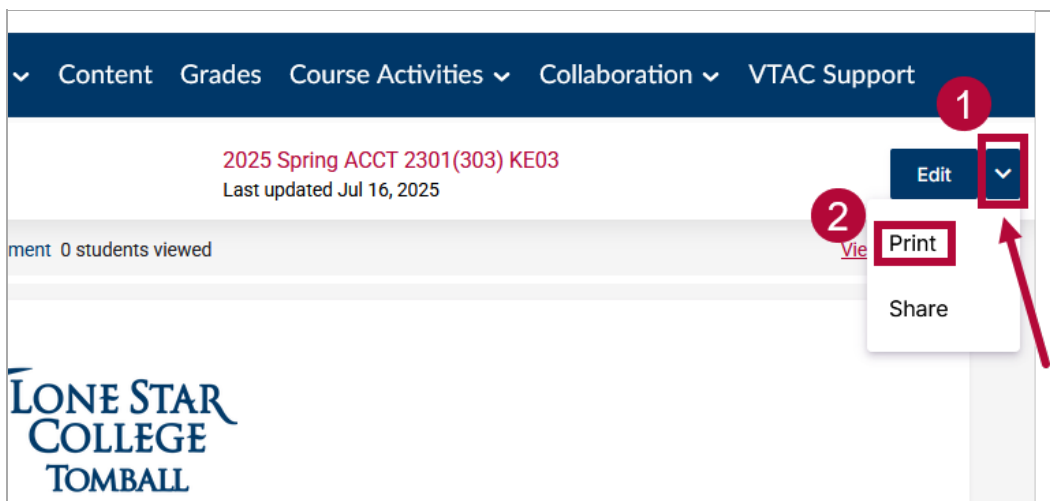 Content Grades Course Activities Collaboration VTAC Support
1
2025 Spring ACCT 2301(303) KE03
Last updated Jul 16, 2025
Edit
2
Print
ment 0 students viewed
Vie
Share
LONE STAR
COLLEGE
TOMBALL